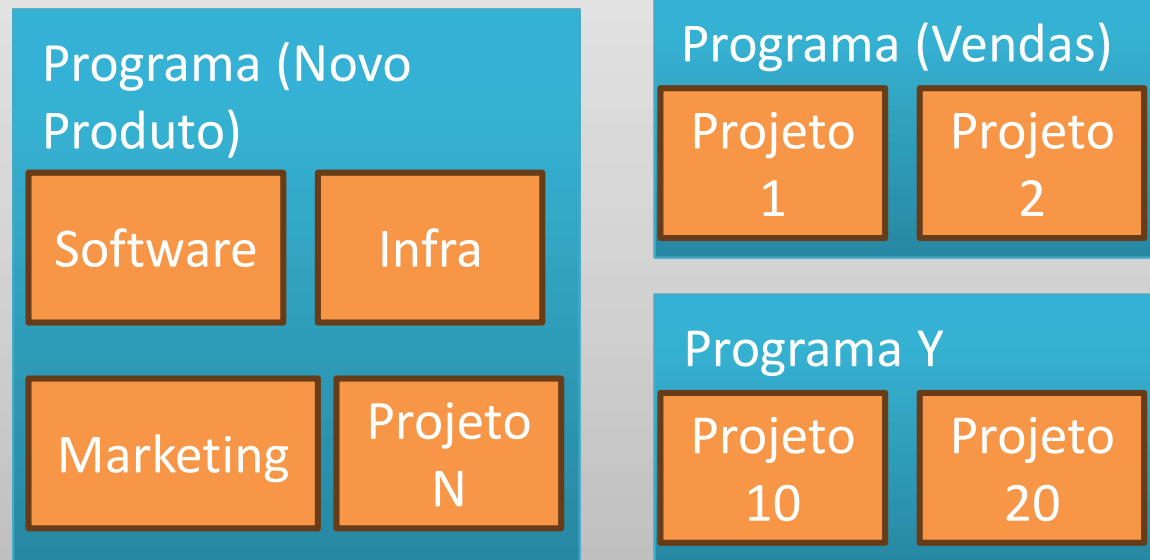 Programa (Novo
Produto)
Software
Infra
Marketing
Projeto
N
Programa (Vendas)
Projeto
1
Projeto
2
Programa Y
Projeto
10
Projeto
20